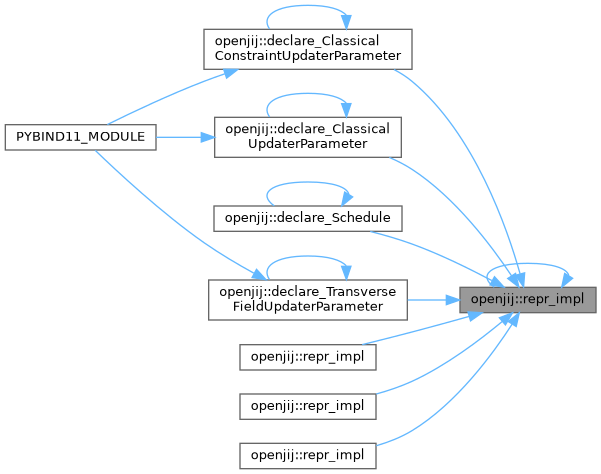 openjij::declare_Classical
ConstraintUpdaterParameter
PYBIND11_MODULE
openjij::declare_Classical
UpdaterParameter
openjij::declare_Schedule
openjij::declare_Transverse
FieldUpdaterParameter
openjij::repr_impl
openjij::repr_impl
openjij::repr_impl
openjij::repr_impl